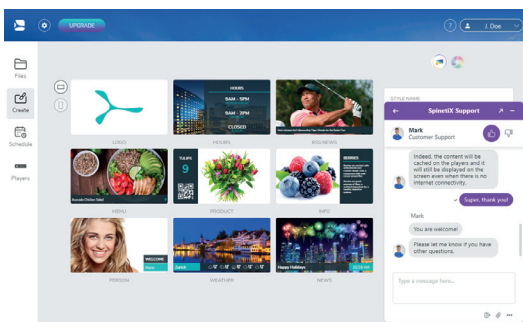 UPGRADE
?
J. Doe
Files
Create
Schedule
Players
STYLE NAME
LOGO
HOURS
9AM - 5PM
9AM - 1PM
CLOSED
HOURS
RSS NEWS
Avocado Chicken Salad
MENU
TULIPS
9
PRODUCT
BERRIES
INFO
WELCOME
PERSON
Zurich
WEATHER
Happy Holidays
NEWS
SpinetiX Support
Mark
Customer Support
Indeed, the content will be
cached on the players and it
will still be displayed on the
screen even when there is no
internet connectivity.
Super, thank you!
Mark
You are welcome!
Please let me know if you have
other questions.
Type a message here...